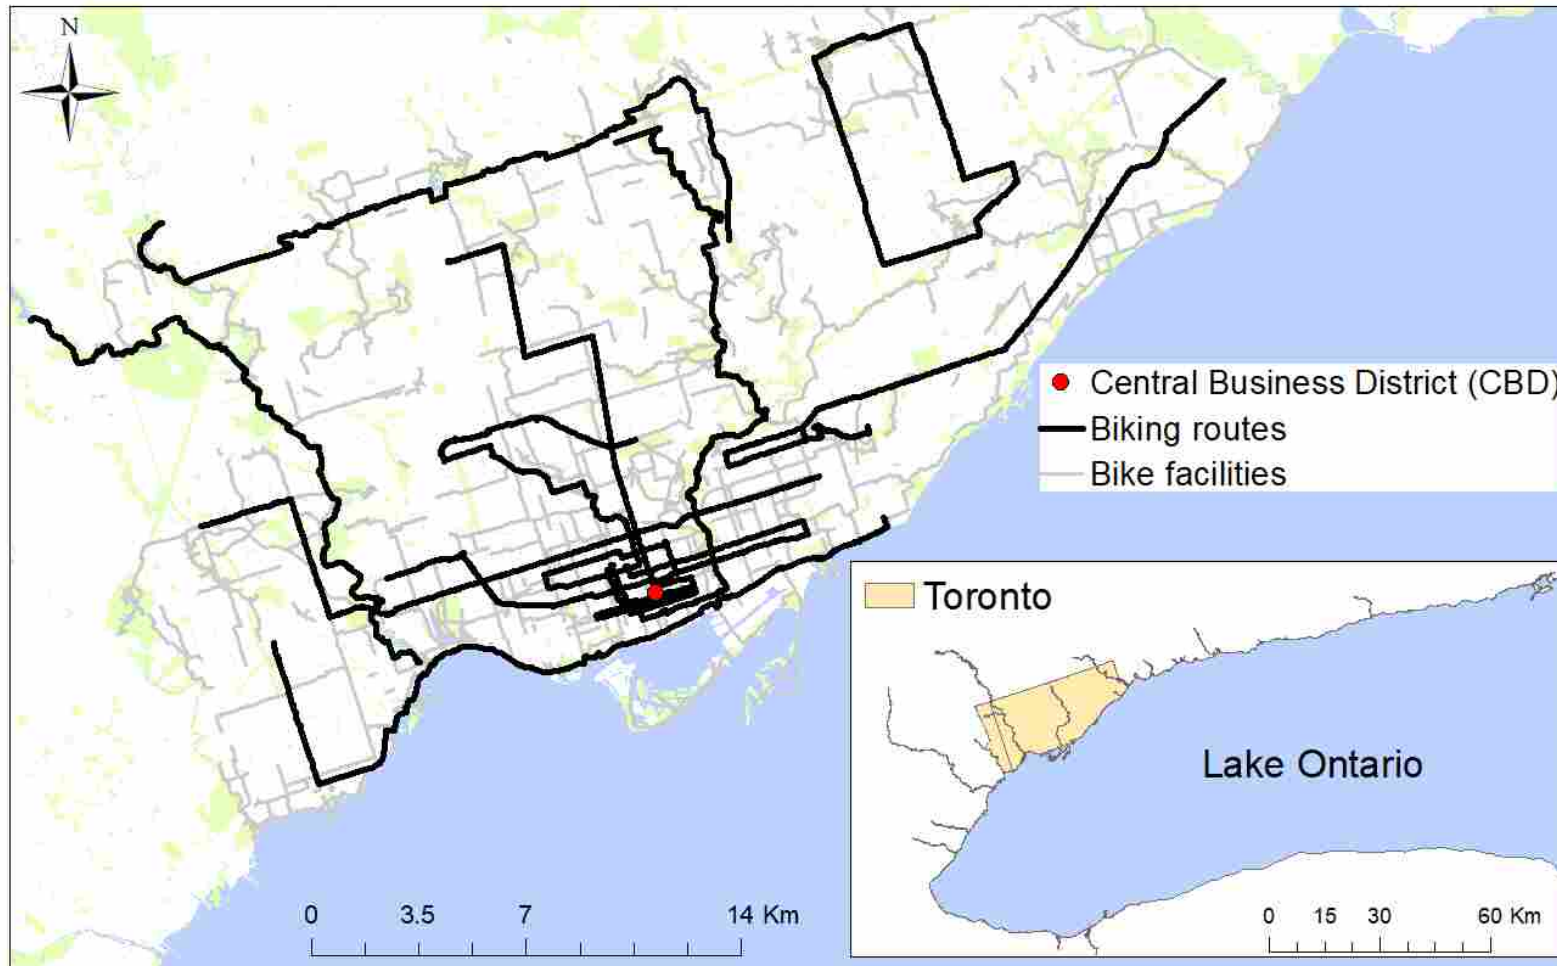 N
Central Business District (CBD)
Biking routes
Bike facilities
Toronto
Lake Ontario
0 3.5 7 14 Km
0 15 30 60 Km